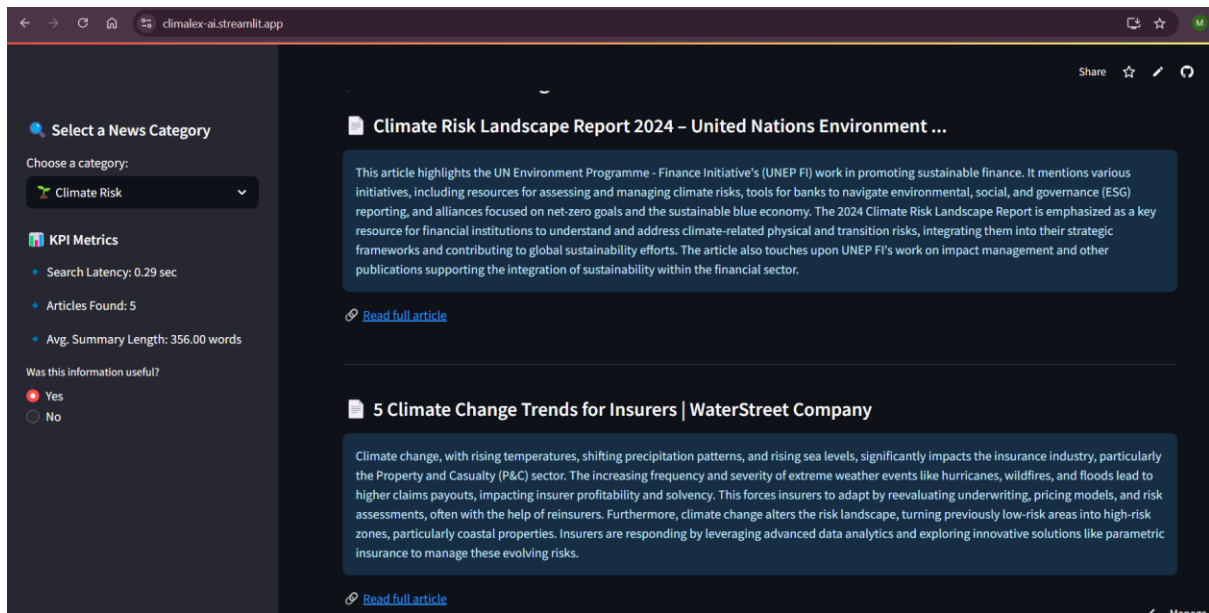 climalex-ai.streamlit.app
M
Share
Select a News Category
Choose a category:
Climate Risk
KPI Metrics
Search Latency: 0.29 sec
Articles Found: 5
Avg. Summary Length: 356.00 words
Was this information useful?
Yes
No
Climate Risk Landscape Report 2024 – United Nations Environment ...
This article highlights the UN Environment Programme - Finance Initiative's (UNEP FI) work in promoting sustainable finance. It mentions various
initiatives, including resources for assessing and managing climate risks, tools for banks to navigate environmental, social, and governance (ESG)
reporting, and alliances focused on net-zero goals and the sustainable blue economy. The 2024 Climate Risk Landscape Report is emphasized as a key
resource for financial institutions to understand and address climate-related physical and transition risks, integrating them into their strategic
frameworks and contributing to global sustainability efforts. The article also touches upon UNEP FI's work on impact management and other
publications supporting the integration of sustainability within the financial sector.
Read full article
5 Climate Change Trends for Insurers | WaterStreet Company
Climate change, with rising temperatures, shifting precipitation patterns, and rising sea levels, significantly impacts the insurance industry, particularly
the Property and Casualty (P&C) sector. The increasing frequency and severity of extreme weather events like hurricanes, wildfires, and floods lead to
higher claims payouts, impacting insurer profitability and solvency. This forces insurers to adapt by reevaluating underwriting, pricing models, and risk
assessments, often with the help of reinsurers. Furthermore, climate change alters the risk landscape, turning previously low-risk areas into high-risk
zones, particularly coastal properties. Insurers are responding by leveraging advanced data analytics and exploring innovative solutions like parametric
insurance to manage these evolving risks.
Read full article